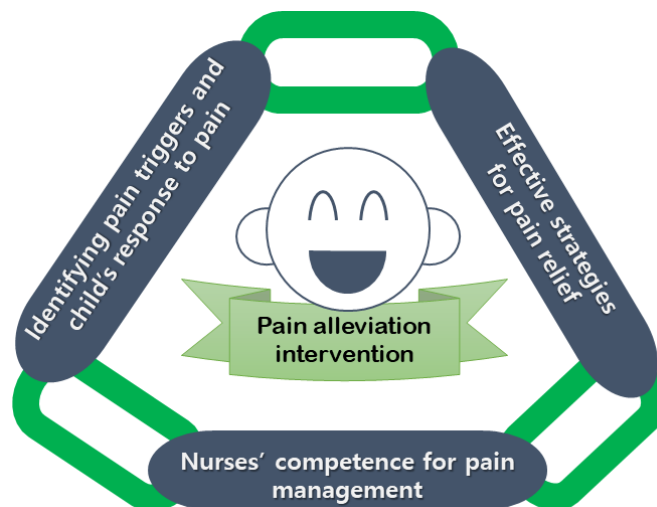 Identifying pain triggers and
child's response to pain
Effective strategies
for pain relief
Pain alleviation
intervention
Nurses’ competence for pain
management